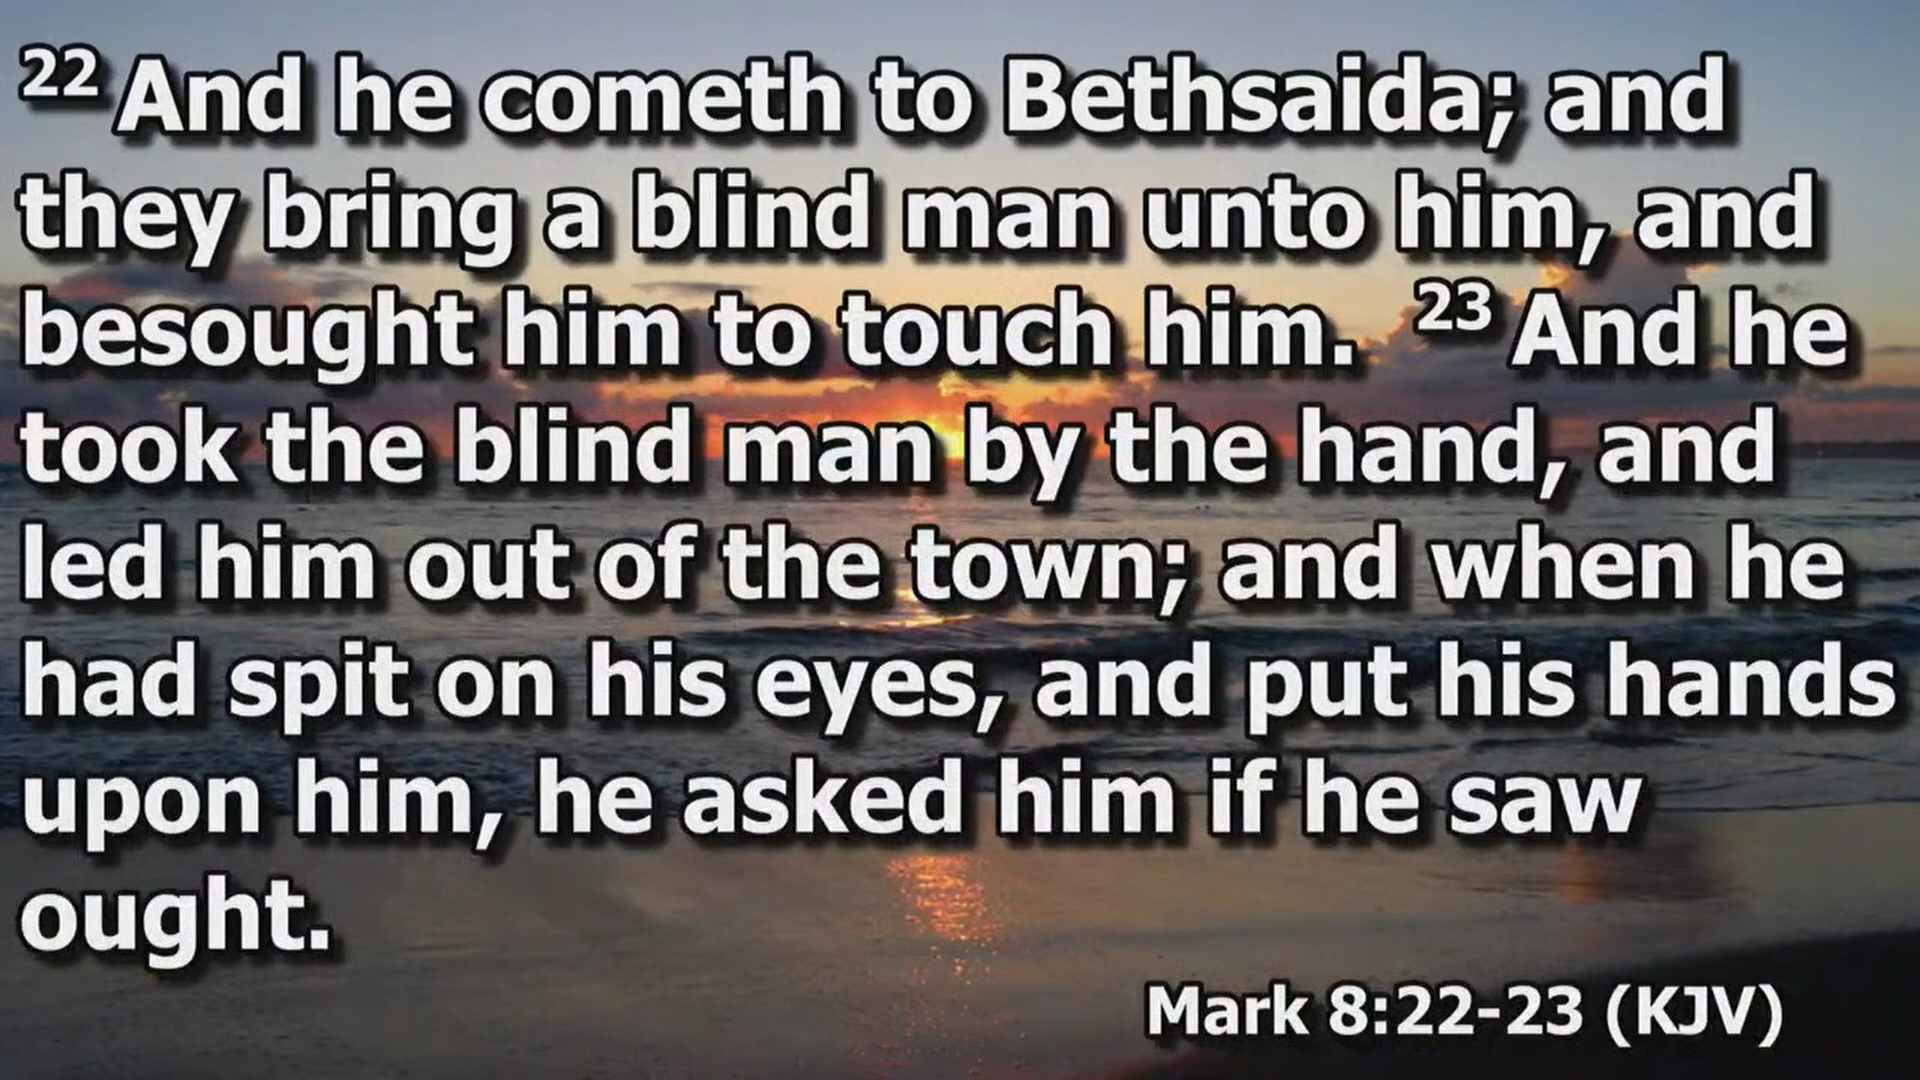 22 And he cometh to Bethsaida; and
they bring a blind man unto him, and
besought him to touch him. 23 And he
took the blind man by the hand, and
led him out of the town; and when he
had spit on his eyes, and put his hands
upon him, he asked him if he saw
ought.
Mark 8:22-23 (KJV)